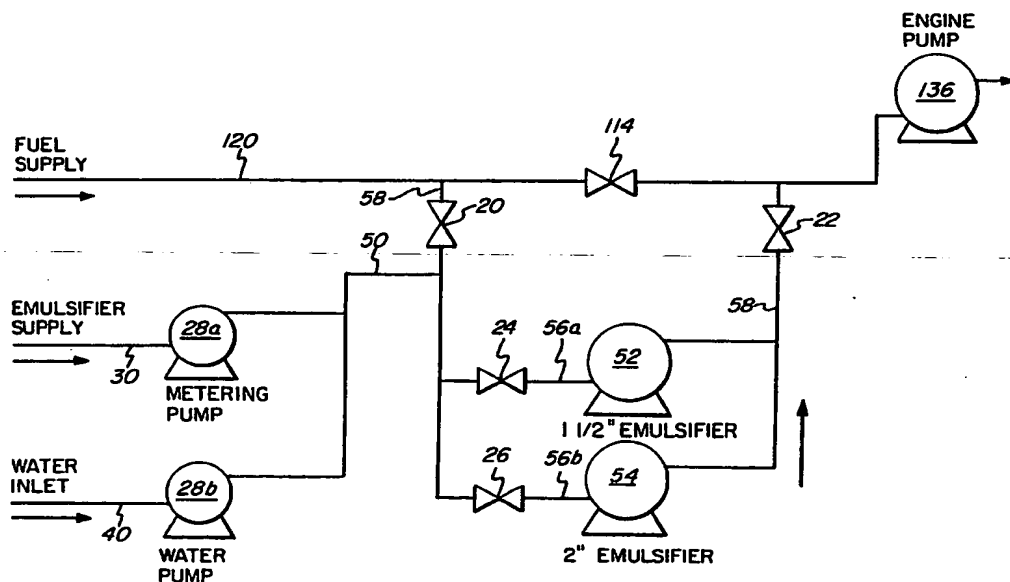 ENGINE
PUMP
136
FUEL
SUPPLY
120
114
58
20
22
50
EMULSIFIER
SUPPLY
28a
30
METERING
PUMP
58
24
56a
52
1 1/2" EMULSIFIER
WATER
INLET
28b
40
WATER
PUMP
26
56b
54
2" EMULSIFIER